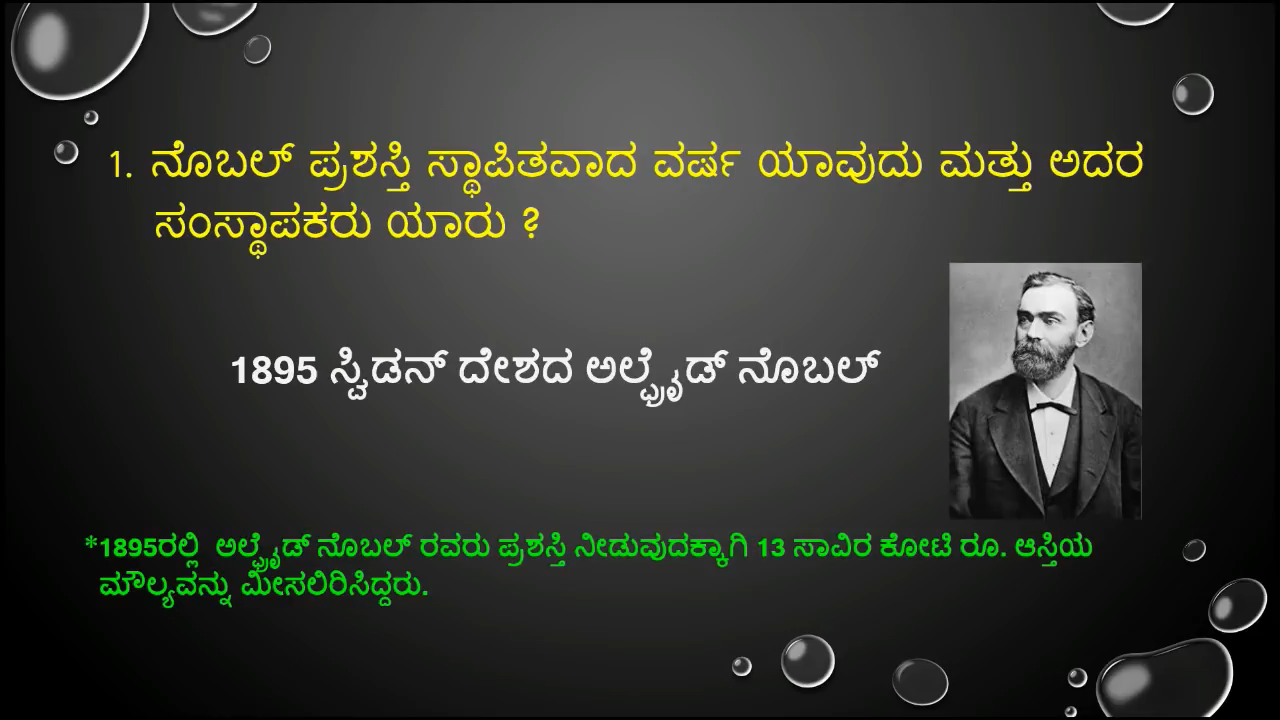 1. ನೊಬಲ್ ಪ್ರಶಸ್ತಿ ಸ್ಥಾಪಿತವಾದ ವರ್ಷ ಯಾವುದು ಮತ್ತು ಅದರ
ಸಂಸ್ಥಾಪಕರು ಯಾರು ?
1895 ಸ್ವಿಡನ್ ದೇಶದ ಅಲ್ಫ್ರೈಡ್ ನೊಬಲ್
*1895ರಲ್ಲಿ ಅಲ್ಫ್ರೈಡ್ ನೊಬಲ್ ರವರು ಪ್ರಶಸ್ತಿ ನೀಡುವುದಕ್ಕಾಗಿ 13 ಸಾವಿರ ಕೋಟಿ ರೂ. ಆಸ್ತಿಯ
ಮೌಲ್ಯವನ್ನು ಮೀಸಲಿರಿಸಿದ್ದರು.